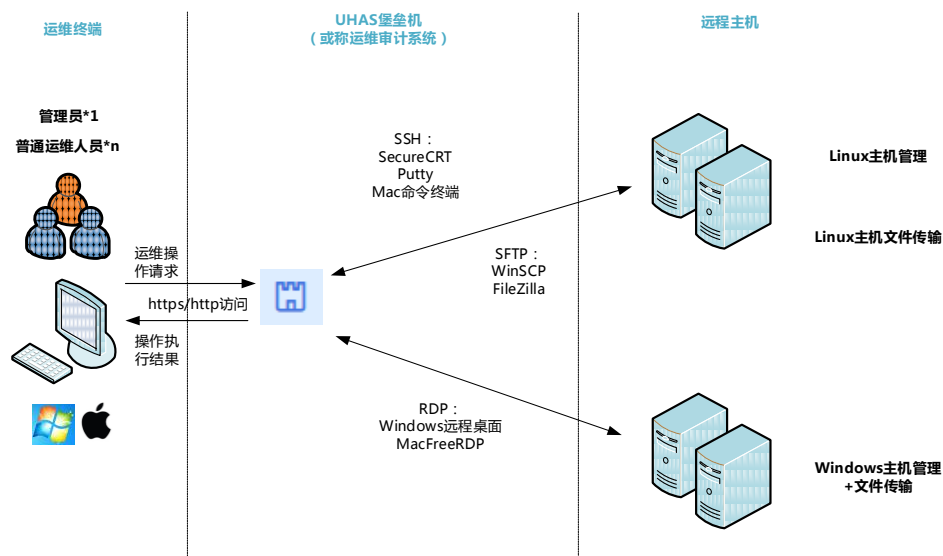 运维终端
UHAS堡垒机
（或称运维审计系统）
远程主机
管理员*1
普通运维人员*n
运维操
作请求
https/http访问
操作执
行结果
SSH：
SecureCRT
Putty
Mac命令终端
SFTP：
WinSCP
FileZilla
RDP：
Windows远程桌面
MacFreeRDP
Linux主机管理
Linux主机文件传输
Windows主机管理
+文件传输